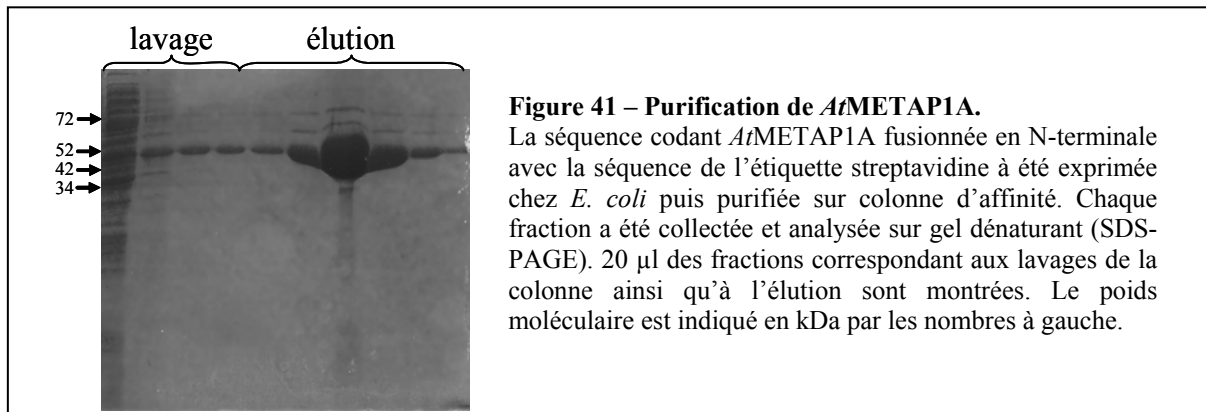 lavage élution
72
52
42
34
Figure 41 – Purification de AtMETAP1A.
La séquence codant AtMETAP1A fusionnée en N-terminale
avec la séquence de l’étiquette streptavidine à été exprimée
chez E. coli puis purifiée sur colonne d’affinité. Chaque
fraction a été collectée et analysée sur gel dénaturant (SDS-
PAGE). 20 μl des fractions correspondant aux lavages de la
colonne ainsi qu’à l’élution sont montrées. Le poids
moléculaire est indiqué en kDa par les nombres à gauche.